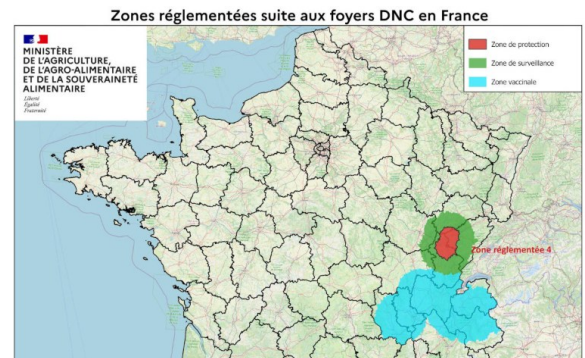 Zones réglementées suite aux foyers DNC en France
MINISTÈRE
DE L'AGRICULTURE,
DE L'AGRO-ALIMENTAIRE
ET DE LA SOUVERAINETÉ
ALIMENTAIRE
Liberté
Égalité
Fraternité
Zone de protection
Zone de surveillance
Zone vaccinale
Zone réglementée 4